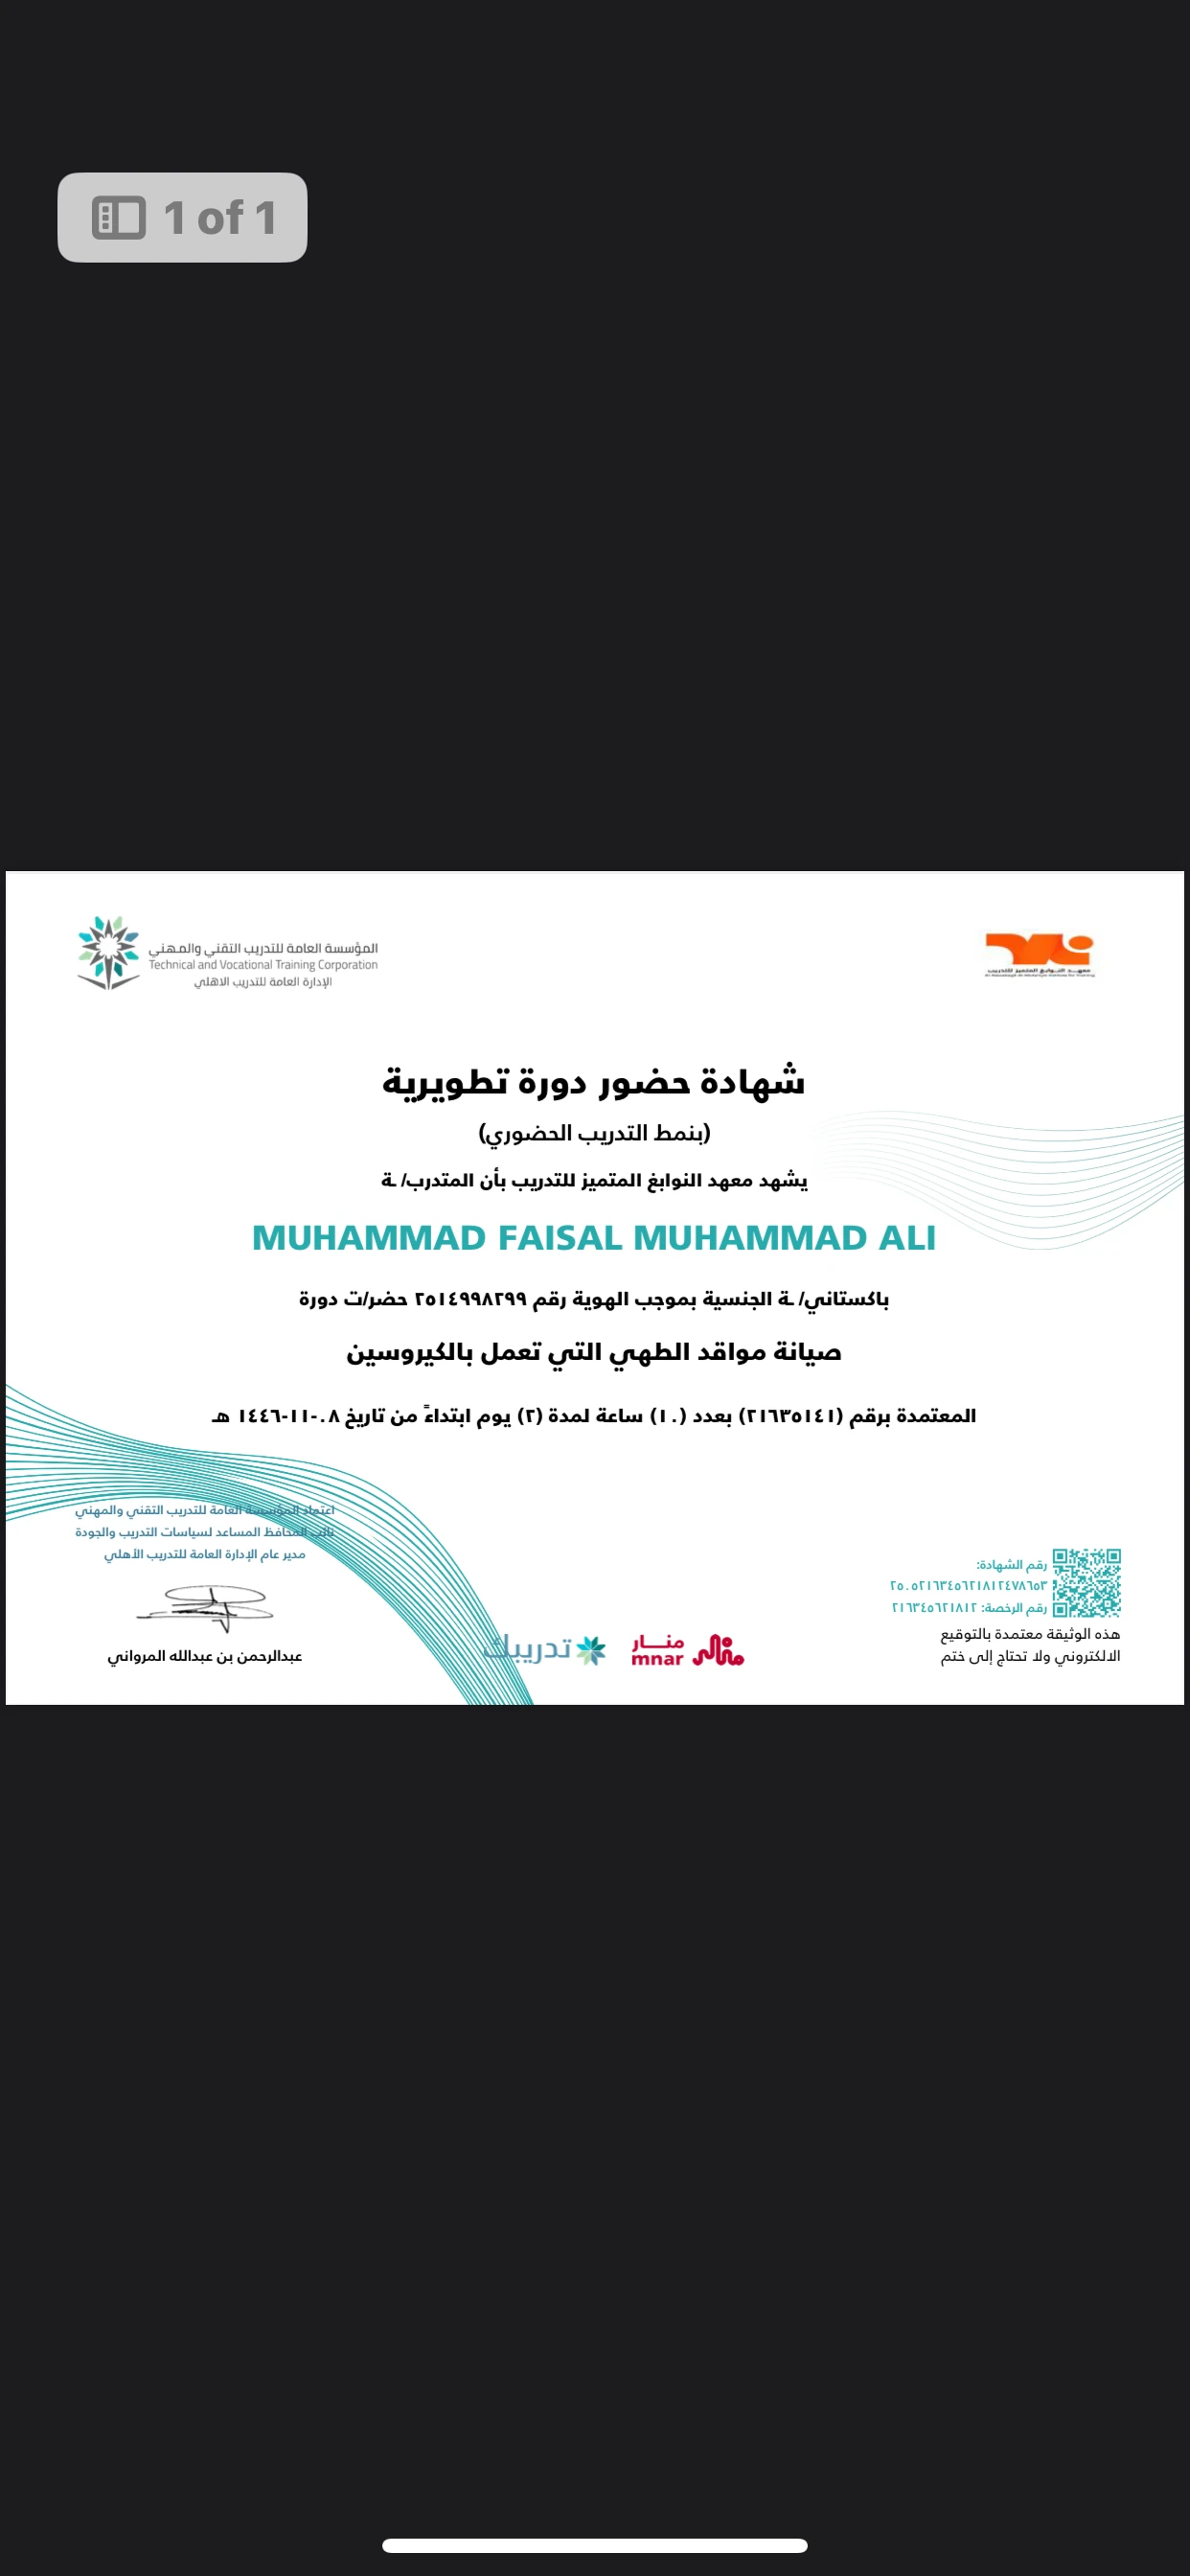 1 of 1
المؤسسة العامة للتدريب التقني والمهني
Technical and Vocational Training Corporation
الإدارة العامة للتدريب الاهلي
معهد النوابغ المتميز للتدريب
شهادة حضور دورة تطويرية
(بنمط التدريب الحضوري)
يشهد معهد النوابغ المتميز للتدريب بأن المتدرب/ ـة
MUHAMMAD FAISAL MUHAMMAD ALI
باكستاني/ ـة الجنسية بموجب الهوية رقم ٢٥١٤٩٩٨٢٩٩ حضر/ت دورة
صيانة مواقد الطهي التي تعمل بالكيروسين
المعتمدة برقم (٢١٦٣٥١٤١) بعدد (١٠) ساعة لمدة (٢) يوم ابتداءً من تاريخ ٠٨-١١-١٤٤٦ هـ
اعتماد المؤسسة العامة للتدريب التقني والمهني
نائب المحافظ المساعد لسياسات التدريب والجودة
مدير عام الإدارة العامة للتدريب الأهلي
عبدالرحمن بن عبدالله المرواني
رقم الشهادة:
٢٥٠٥٢١٦٣٤٥٦٢١٨١٢٤٧٨٦٥٣
رقم الرخصة: ٢١٦٣٤٥٦٢١٨١٢
هذه الوثيقة معتمدة بالتوقيع
الالكتروني ولا تحتاج إلى ختم
منار
mnar
تدريبك